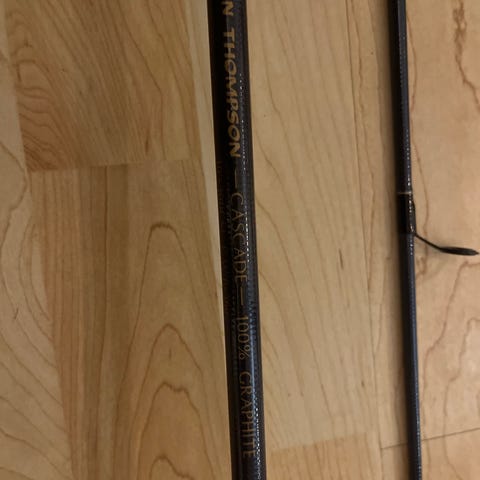 N THOMPSON — CASCADE — 100% GRAPHITE